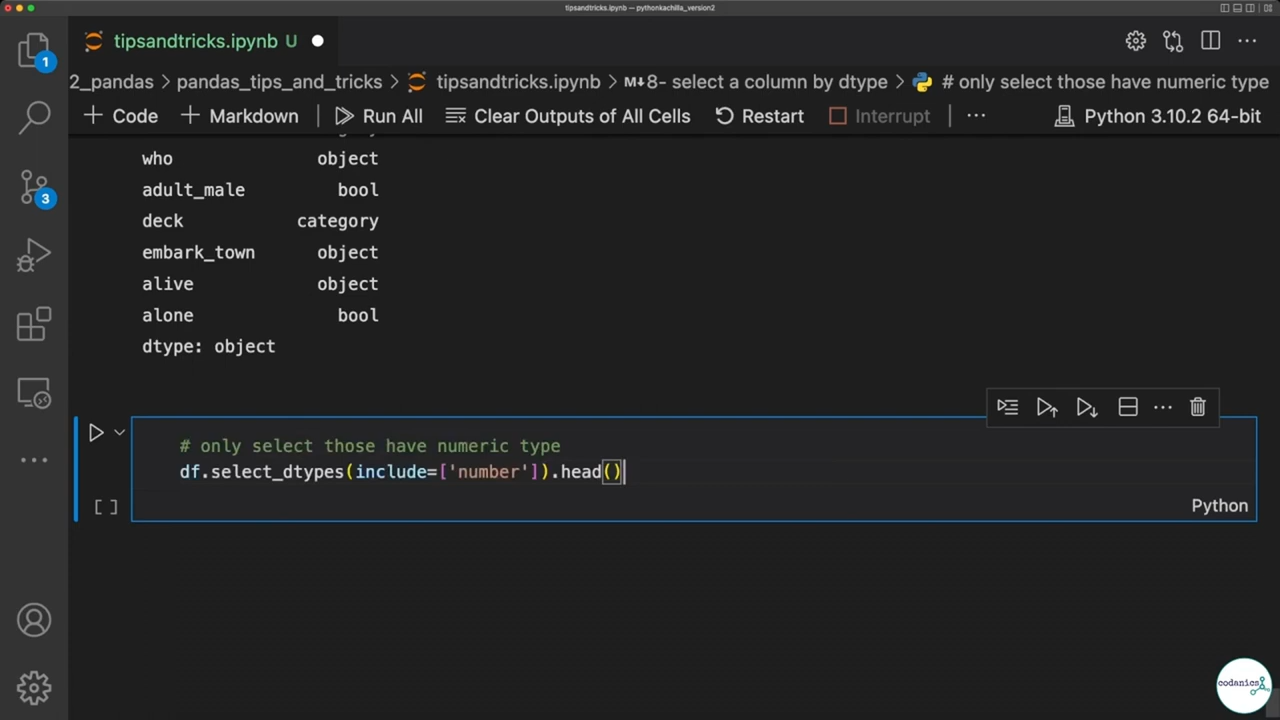 tipsandtricks.ipynb — pythonkachilla_version2
tipsandtricks.ipynb U
2_pandas > pandas_tips_and_tricks > tipsandtricks.ipynb > M↓8- select a column by dtype > # only select those have numeric type
+ Code + Markdown Run All Clear Outputs of All Cells Restart Interrupt ... Python 3.10.2 64-bit
1
3
who object
adult_male bool
deck category
embark_town object
alive object
alone bool
dtype: object
# only select those have numeric type
df.select_dtypes(include=['number']).head()
[ ]
Python
codanics